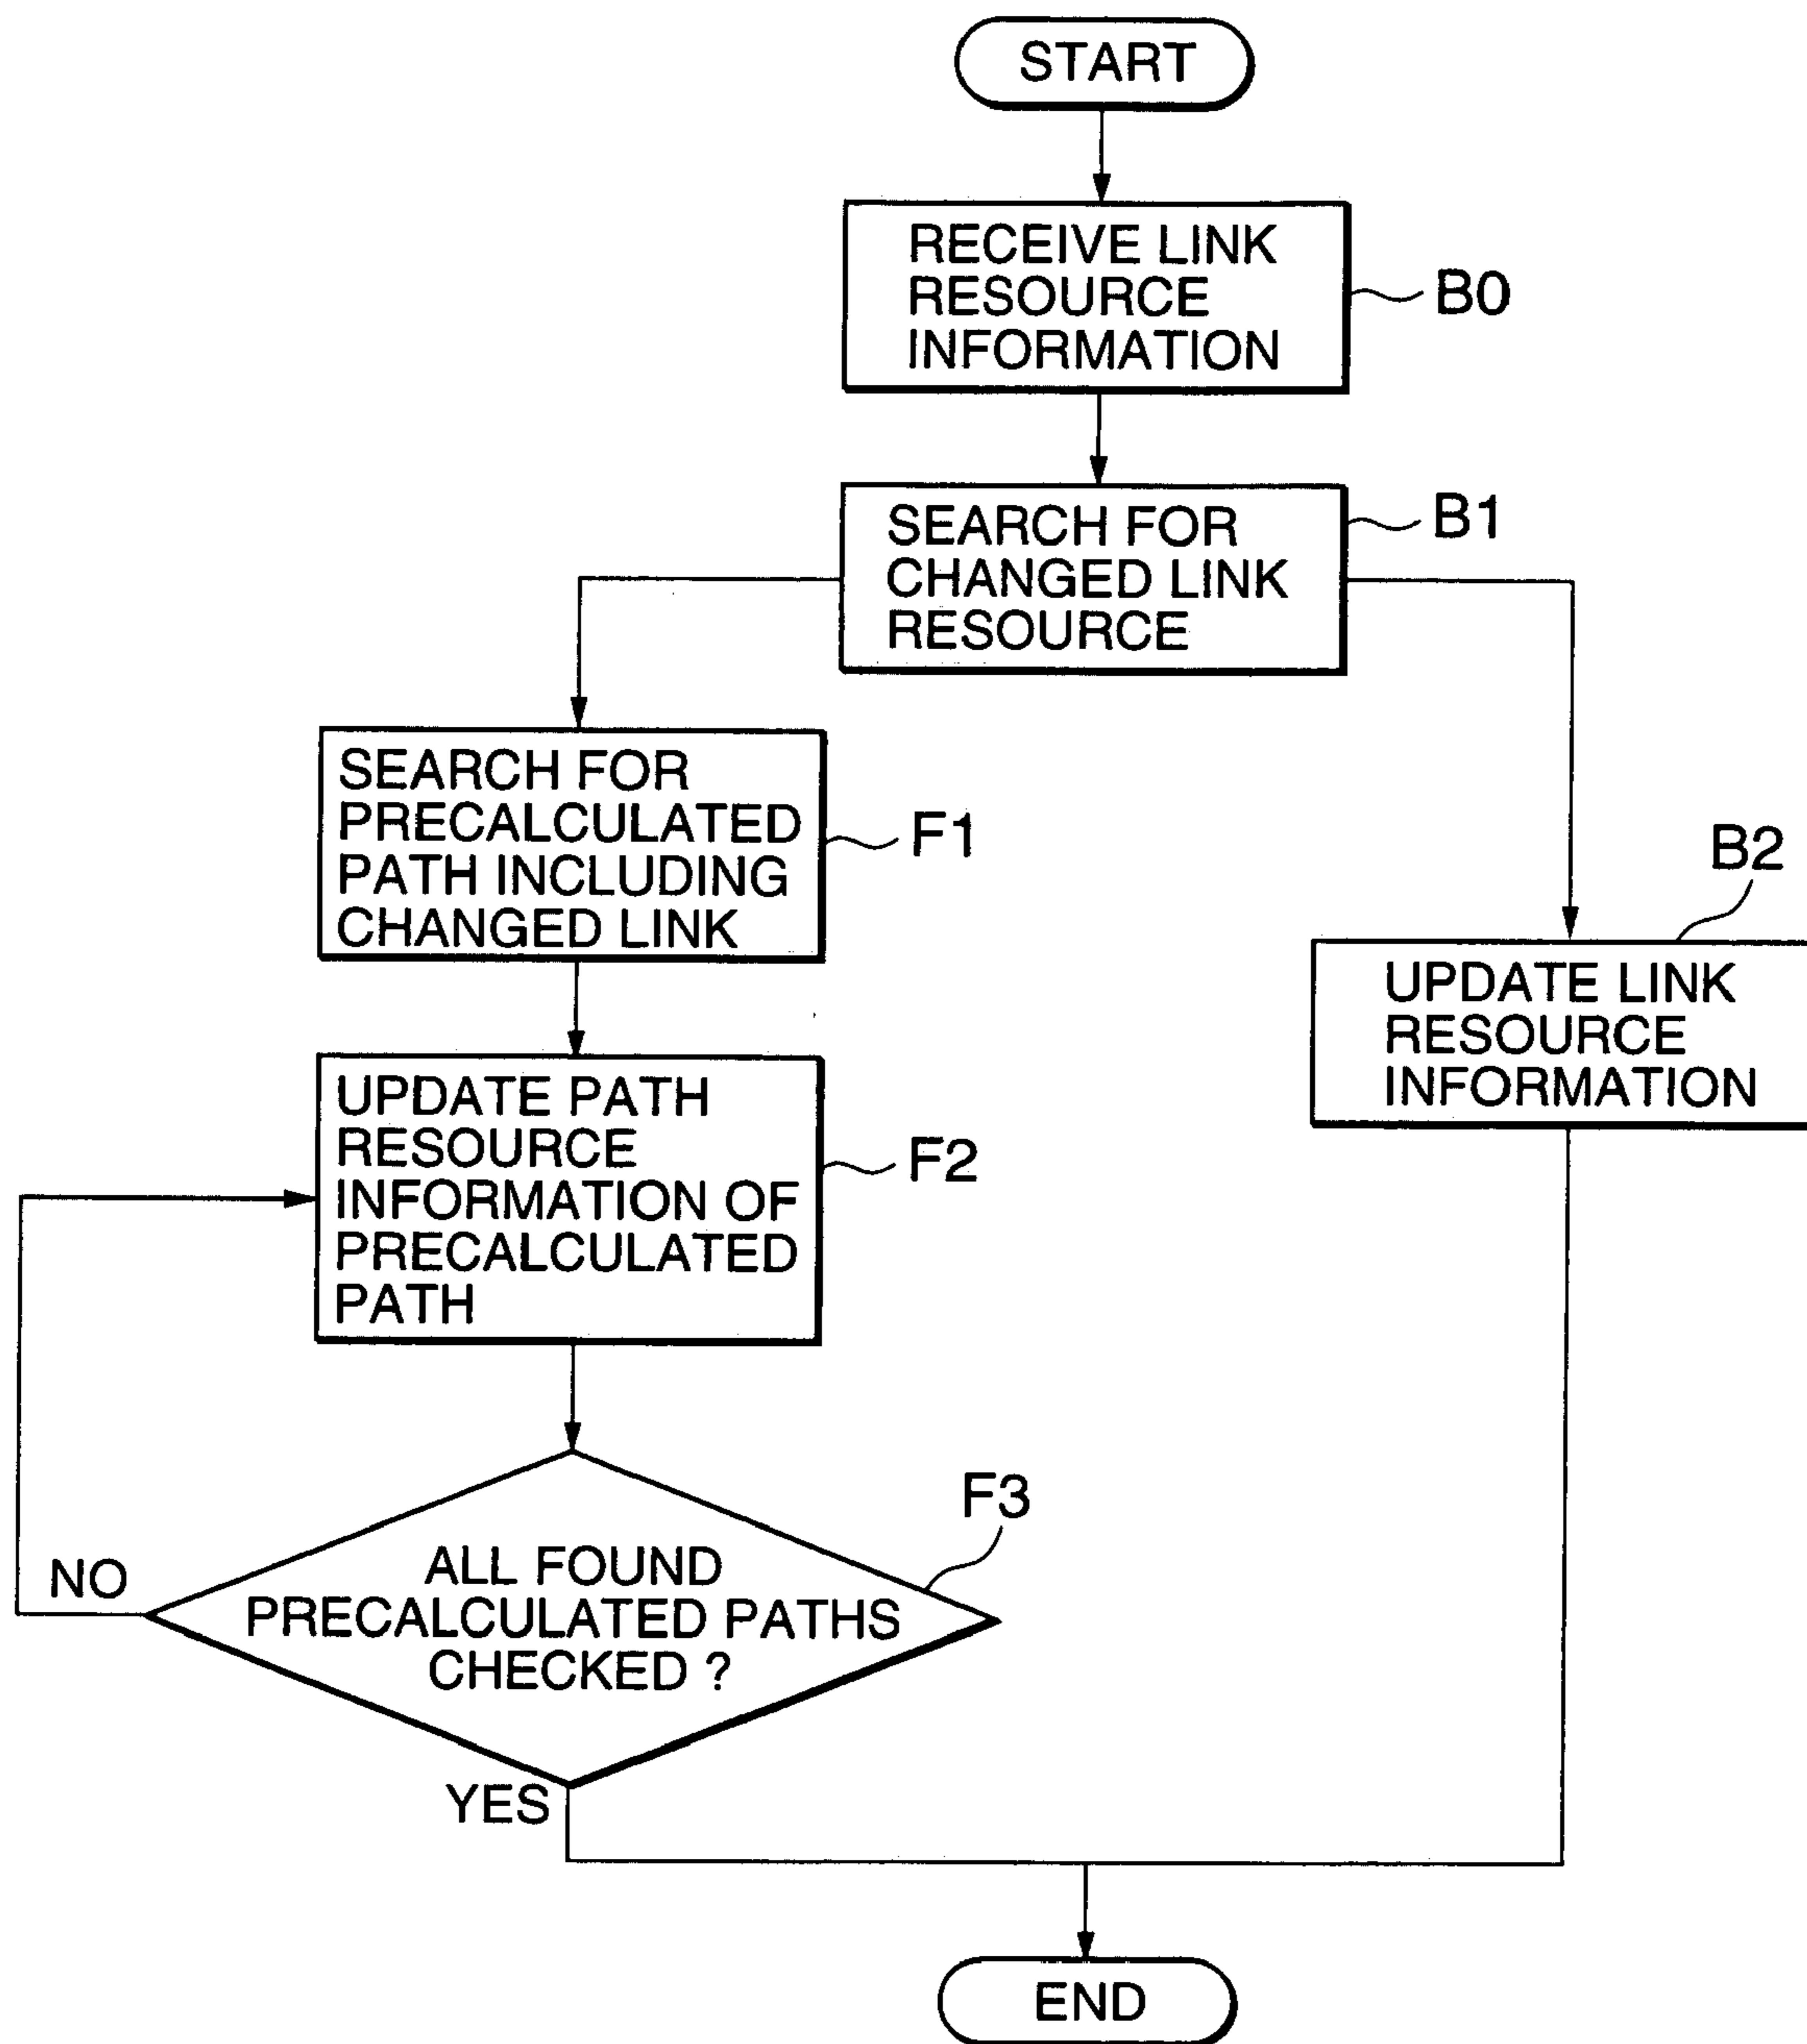 START
RECEIVE LINK
RESOURCE
INFORMATION
B0
SEARCH FOR
CHANGED LINK
RESOURCE
B1
SEARCH FOR
PRECALCULATED
PATH INCLUDING
CHANGED LINK
F1
B2
UPDATE LINK
RESOURCE
INFORMATION
UPDATE PATH
RESOURCE
INFORMATION OF
PRECALCULATED
PATH
F2
F3
ALL FOUND
PRECALCULATED PATHS
CHECKED ?
NO
YES
END